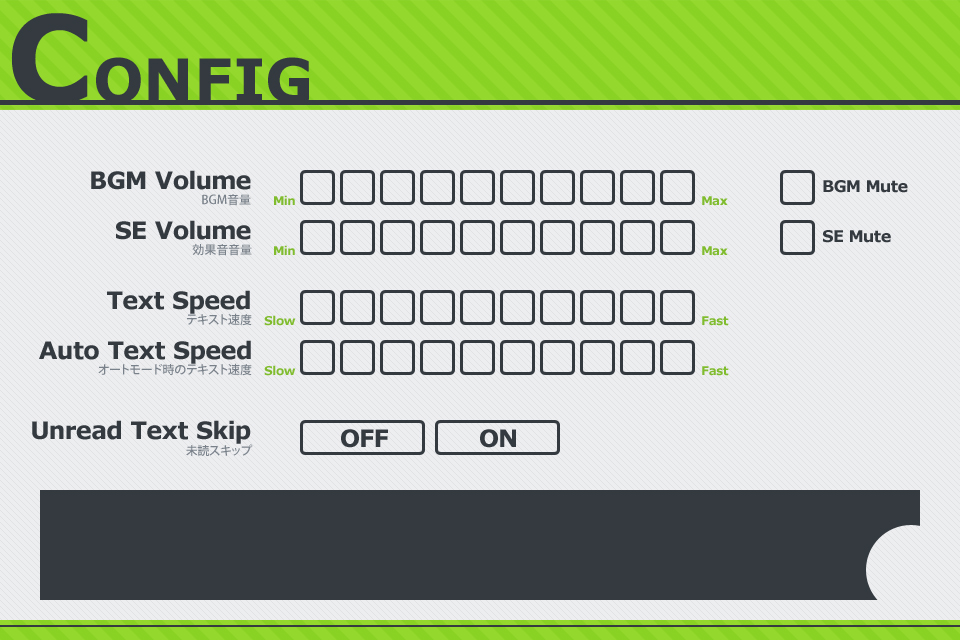 CONFIG
BGM Volume
BGM音量
Min
Max
BGM Mute
SE Volume
効果音音量
Min
Max
SE Mute
Text Speed
テキスト速度
Slow
Fast
Auto Text Speed
オートモード時のテキスト速度
Slow
Fast
Unread Text Skip
未読スキップ
OFF
ON